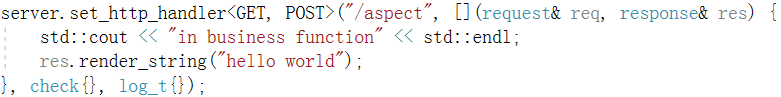 server.set_http_handler<GET, POST>("/aspect", [](request& req, response& res) {
    std::cout << "in business function" << std::endl;
    res.render_string("hello world");
}, check{}, log_t{});